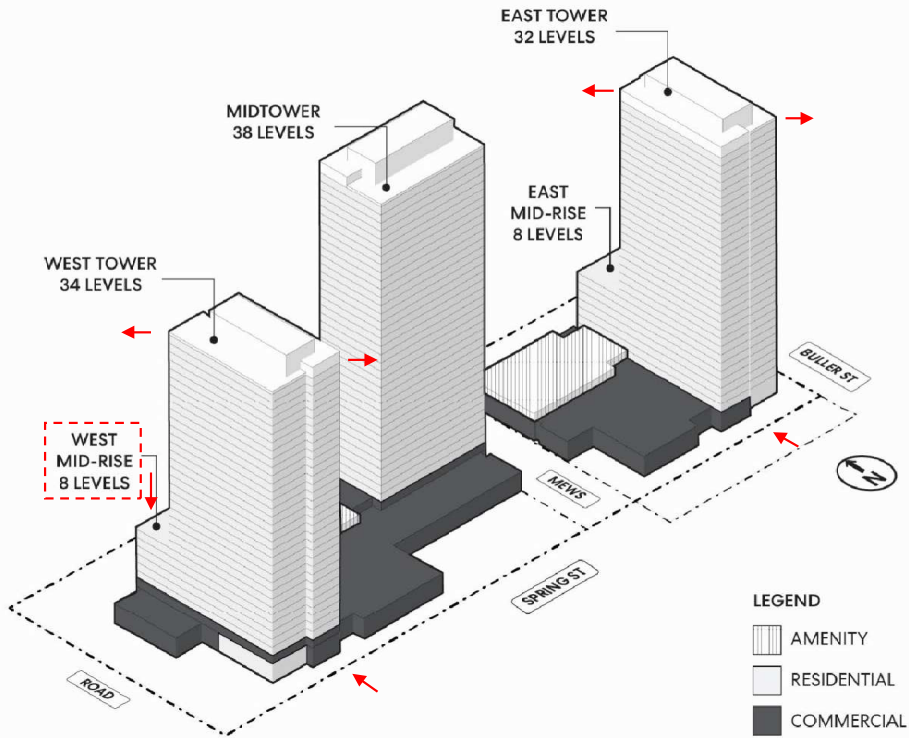 EAST TOWER
32 LEVELS
MIDTOWER
38 LEVELS
EAST
MID-RISE
8 LEVELS
WEST TOWER
34 LEVELS
WEST
MID-RISE
8 LEVELS
BULLER ST
N
MEWS
SPRING ST
ROAD
LEGEND
AMENITY
RESIDENTIAL
COMMERCIAL